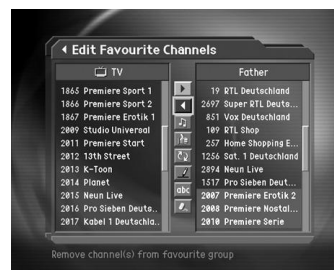 Edit Favourite Channels
TV
Father
1865 Premiere Sport 1
1866 Premiere Sport 2
1867 Premiere Erotik 1
2009 Studio Universal
2011 Premiere Start
2012 13th Street
2013 K-Toon
2014 Planet
2015 Neun Live
2016 Pro Sieben Deuts..
2017 Kabel 1 Deutschla..
abc
19 RTL Deutschland
2697 Super RTL Deuts...
851 Vox Deutschland
109 RTL Shop
257 Home Shopping E...
1256 Sat. 1 Deutschland
2894 Neun Live
1517 Pro Sieben Deut...
2007 Premiere Erotik 2
2008 Premiere Nostal...
2010 Premiere Serie
Remove channel(s) from favourite group